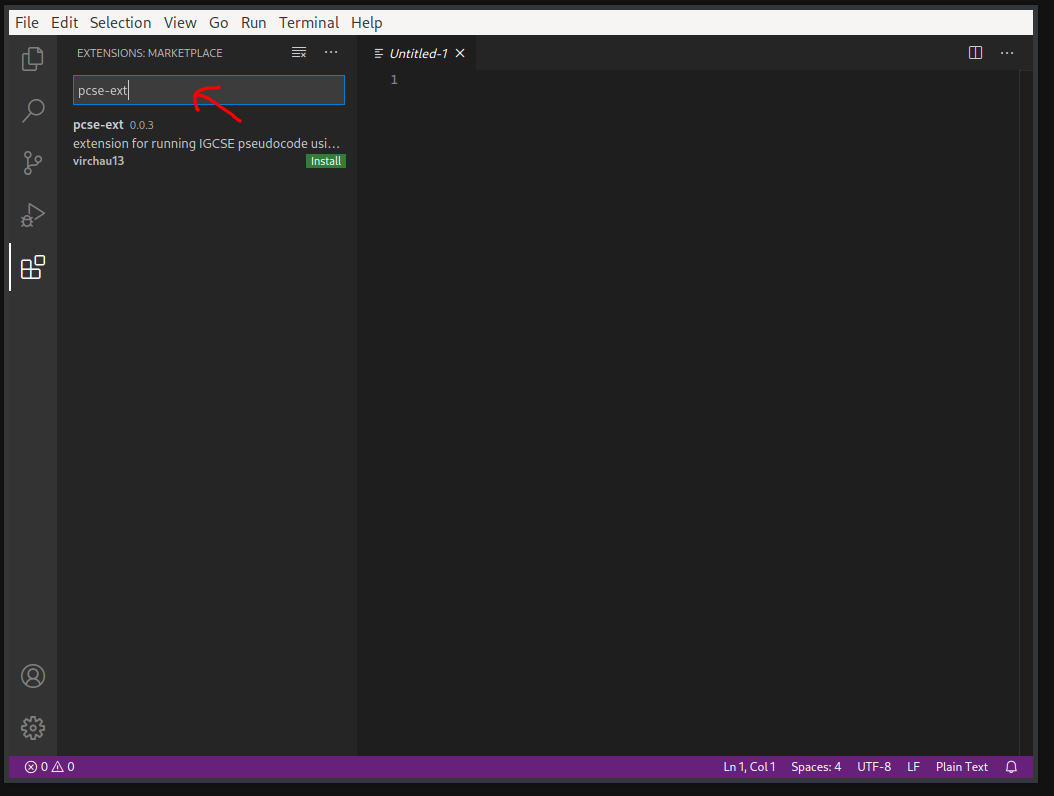 File Edit Selection View Go Run Terminal Help
EXTENSIONS: MARKETPLACE
pcse-ext
pcse-ext 0.0.3
extension for running IGCSE pseudocode usi...
virchau13 Install
Untitled-1
1
0 0 Ln 1, Col 1 Spaces: 4 UTF-8 LF Plain Text